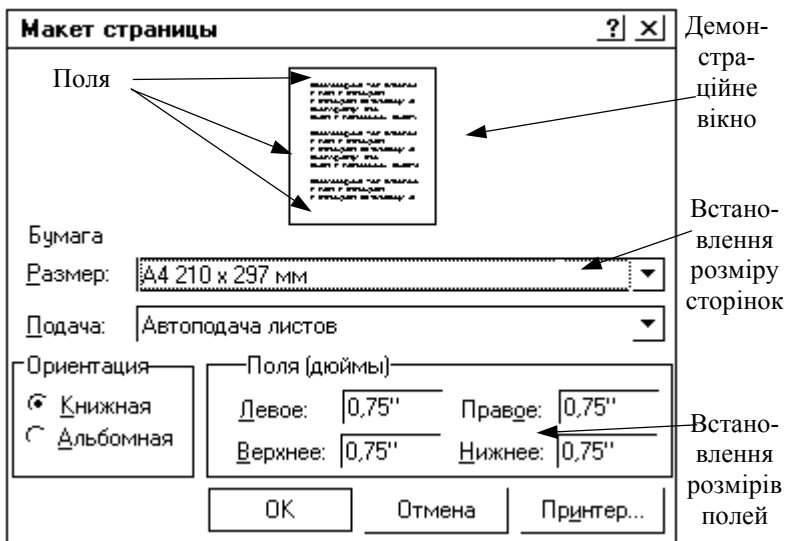 Макет страницы
Демон-
стра-
ційне
вікно
Поля
Встано-
влення
розміру
сторінок
Бумага
Размер: A4 210 x 297 мм
Подача: Автоподача листов
Ориентация
Книжная
Альбомная
Поля (дюймы)
Левое: 0,75'' Правое: 0,75''
Верхнее: 0,75'' Нижнее: 0,75''
Встано-
влення
розмірів
полей
OK Отмена Принтер...